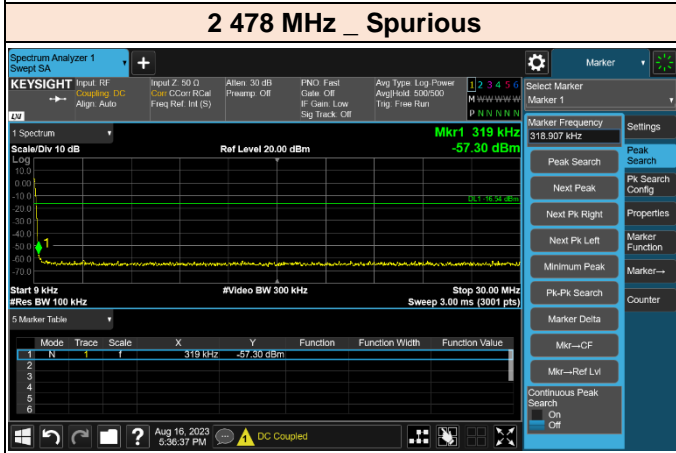 2 478 MHz _ Spurious
Spectrum Analyzer 1
Swept SA
Marker
KEYSIGHT
Input: RF
Coupling: DC
Align: Auto
Input Z: 50 Ω
Corr CCorr RCal
Freq Ref: Int (S)
Atten: 30 dB
Preamp: Off
PNO: Fast
Gate: Off
IF Gain: Low
Sig Track: Off
Avg Type: Log-Power
Avg|Hold: 500/500
Trig: Free Run
1 2 3 4 5 6
M W W W W W
P N N N N N
Select Marker
Marker 1
LXI
1 Spectrum
Mkr1 319 kHz
Scale/Div 10 dB
Ref Level 20.00 dBm
-57.30 dBm
Log
10.0
0.00
-10.0
-20.0
-30.0
-40.0
-50.0
-60.0
-70.0
DL1 -16.54 dBm
1
Start 9 kHz
#Video BW 300 kHz
Stop 30.00 MHz
#Res BW 100 kHz
Sweep 3.00 ms (3001 pts)
5 Marker Table
Mode Trace Scale X Y Function Function Width Function Value
1 N 1 f 319 kHz -57.30 dBm
2
3
4
5
6
Marker Frequency
318.907 kHz
Peak Search
Next Peak
Next Pk Right
Next Pk Left
Minimum Peak
Pk-Pk Search
Marker Delta
Mkr→CF
Mkr→Ref Lvl
Continuous Peak
Search
On
Off
Settings
Peak
Search
Pk Search
Config
Properties
Marker
Function
Marker→
Counter
Aug 16, 2023
5:36:37 PM
DC Coupled